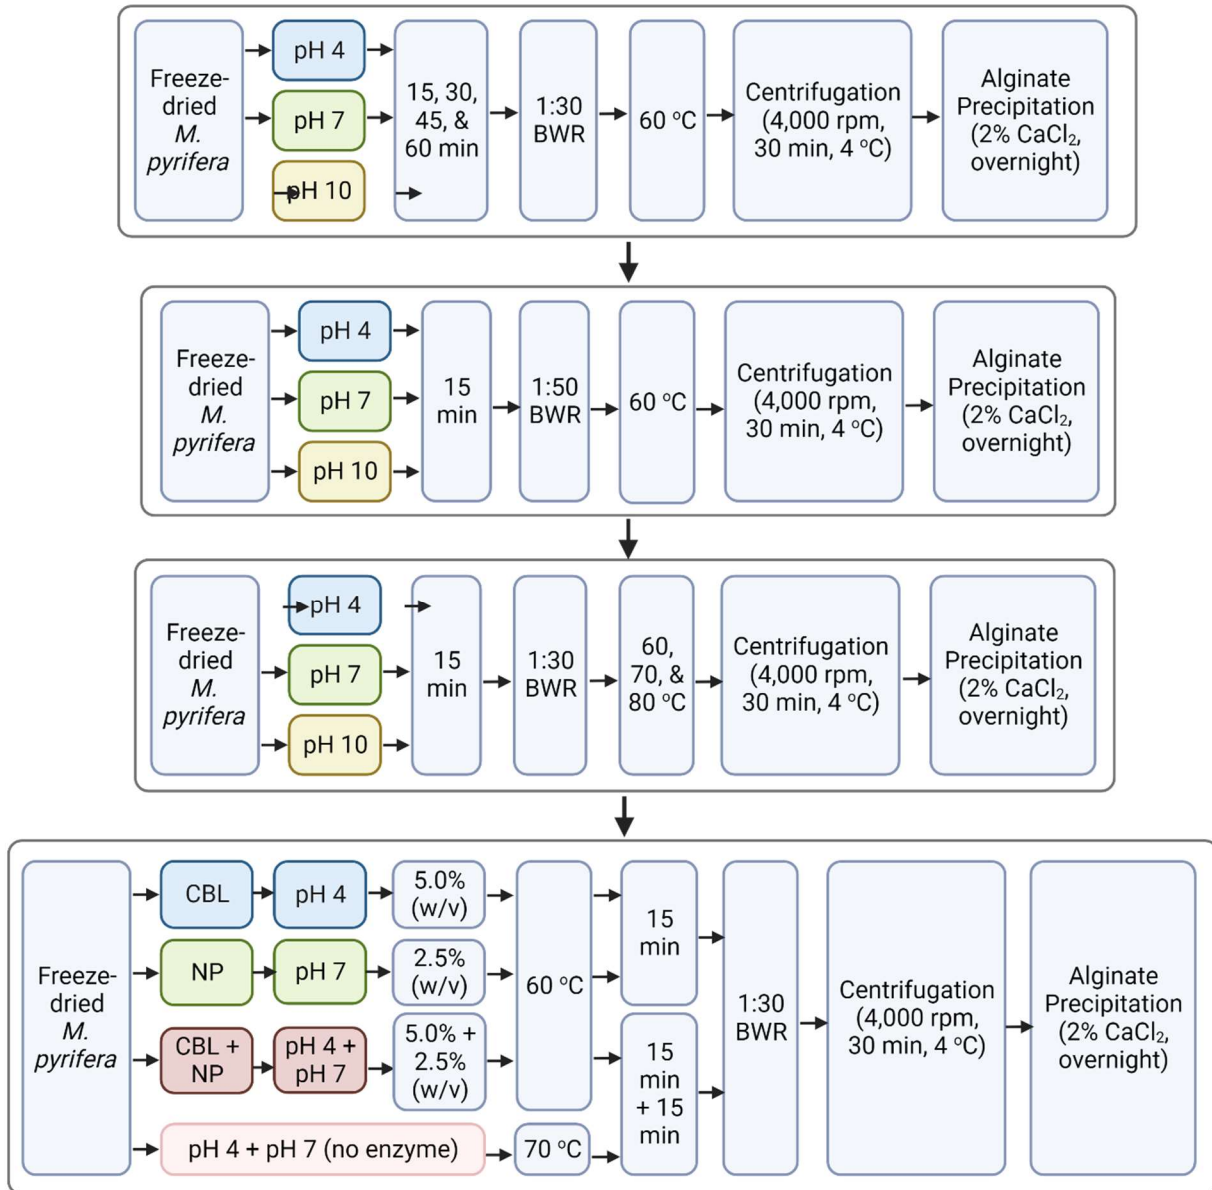 Freeze-
dried
M.
pyrifera
pH 4
pH 7
pH 10
15, 30,
45, &
60 min
1:30
BWR
60 °C
Centrifugation
(4,000 rpm,
30 min, 4 °C)
Alginate
Precipitation
(2% CaCl₂,
overnight)
Freeze-
dried
M.
pyrifera
pH 4
pH 7
pH 10
15
min
1:50
BWR
60 °C
Centrifugation
(4,000 rpm,
30 min, 4 °C)
Alginate
Precipitation
(2% CaCl₂,
overnight)
Freeze-
dried
M.
pyrifera
pH 4
pH 7
pH 10
15
min
1:30
BWR
60,
70, &
80 °C
Centrifugation
(4,000 rpm,
30 min, 4 °C)
Alginate
Precipitation
(2% CaCl₂,
overnight)
Freeze-
dried
M.
pyrifera
CBL
pH 4
5.0%
(w/v)
NP
pH 7
2.5%
(w/v)
CBL +
NP
pH 4 +
pH 7
5.0% +
2.5%
(w/v)
pH 4 + pH 7 (no enzyme)
60 °C
70 °C
15
min
15
min
+ 15
min
1:30
BWR
Centrifugation
(4,000 rpm,
30 min, 4 °C)
Alginate
Precipitation
(2% CaCl₂,
overnight)